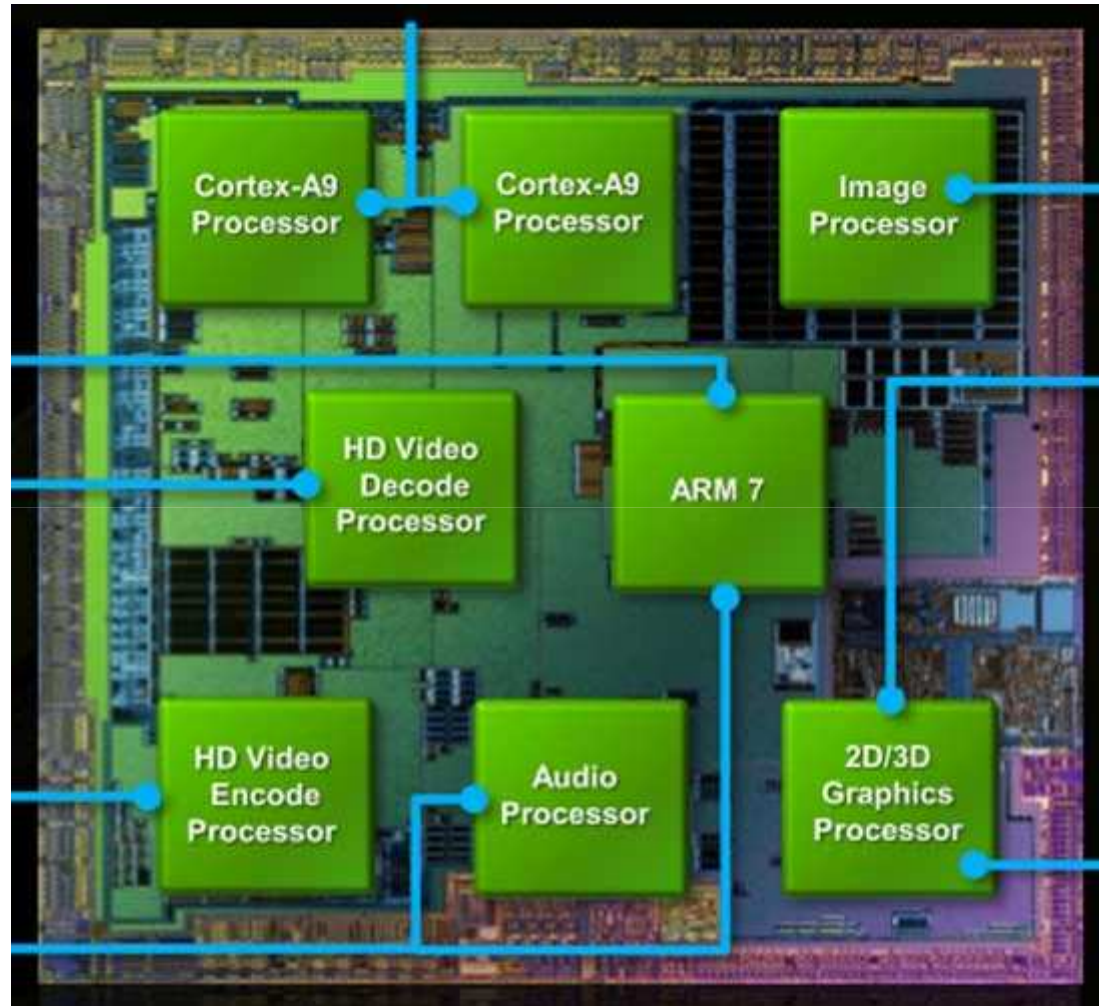 Cortex-A9
Processor
Cortex-A9
Processor
Image
Processor
HD Video
Decode
Processor
ARM 7
HD Video
Encode
Processor
Audio
Processor
2D/3D
Graphics
Processor